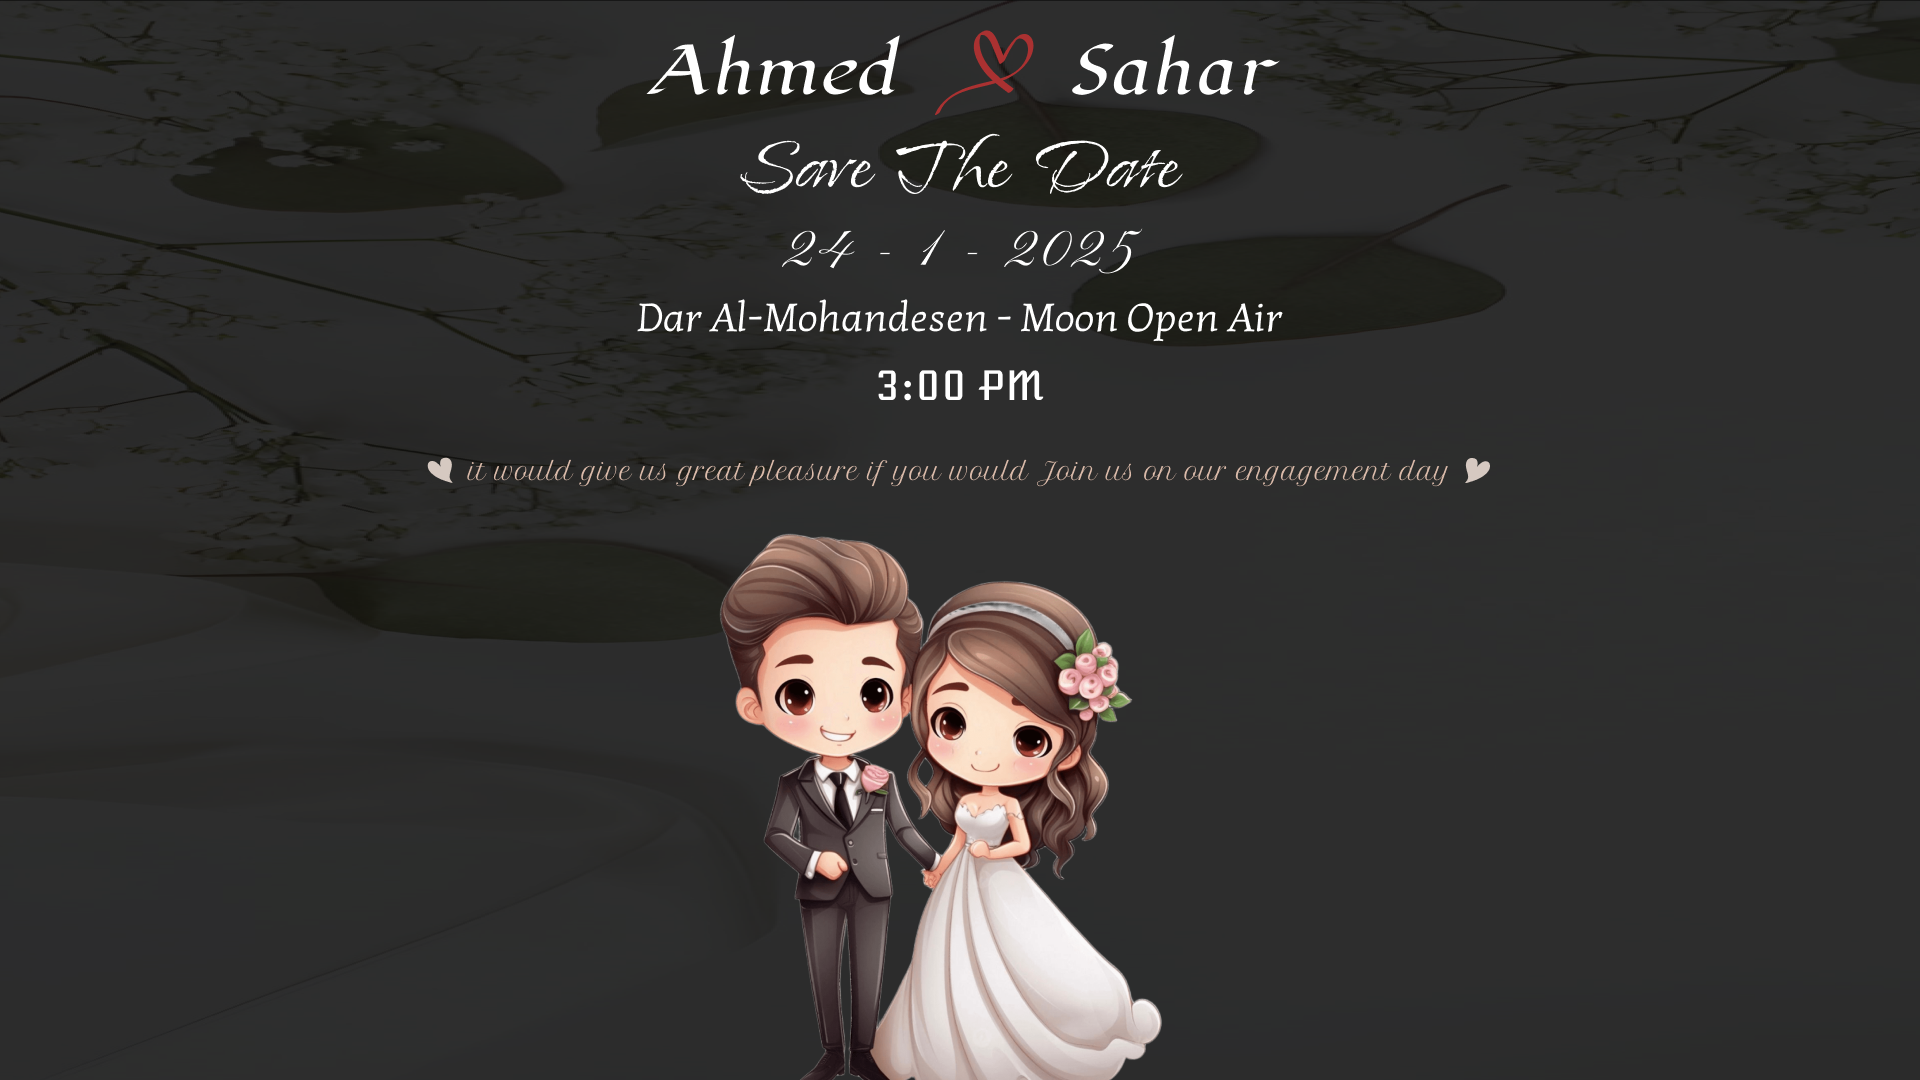 Ahmed Sahar
Save The Date
24 - 1 - 2025
Dar Al-Mohandesen - Moon Open Air
3:00 PM
it would give us great pleasure if you would Join us on our engagement day